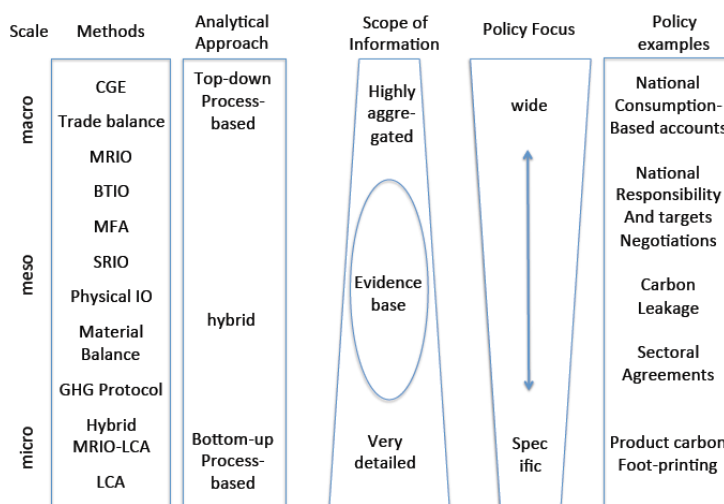 Scale
Methods
Analytical
Approach
Scope of
Information
Policy Focus
Policy
examples
macro
meso
micro
CGE
Trade balance
MRIO
BTIO
MFA
SRIO
Physical IO
Material
Balance
GHG Protocol
Hybrid
MRIO-LCA
LCA
Top-down
Process-
based
hybrid
Bottom-up
Process-
based
Highly
aggre-
gated
Evidence
base
Very
detailed
wide
Spec
ific
National
Consumption-
Based accounts
National
Responsibility
And targets
Negotiations
Carbon
Leakage
Sectoral
Agreements
Product carbon
Foot-printing